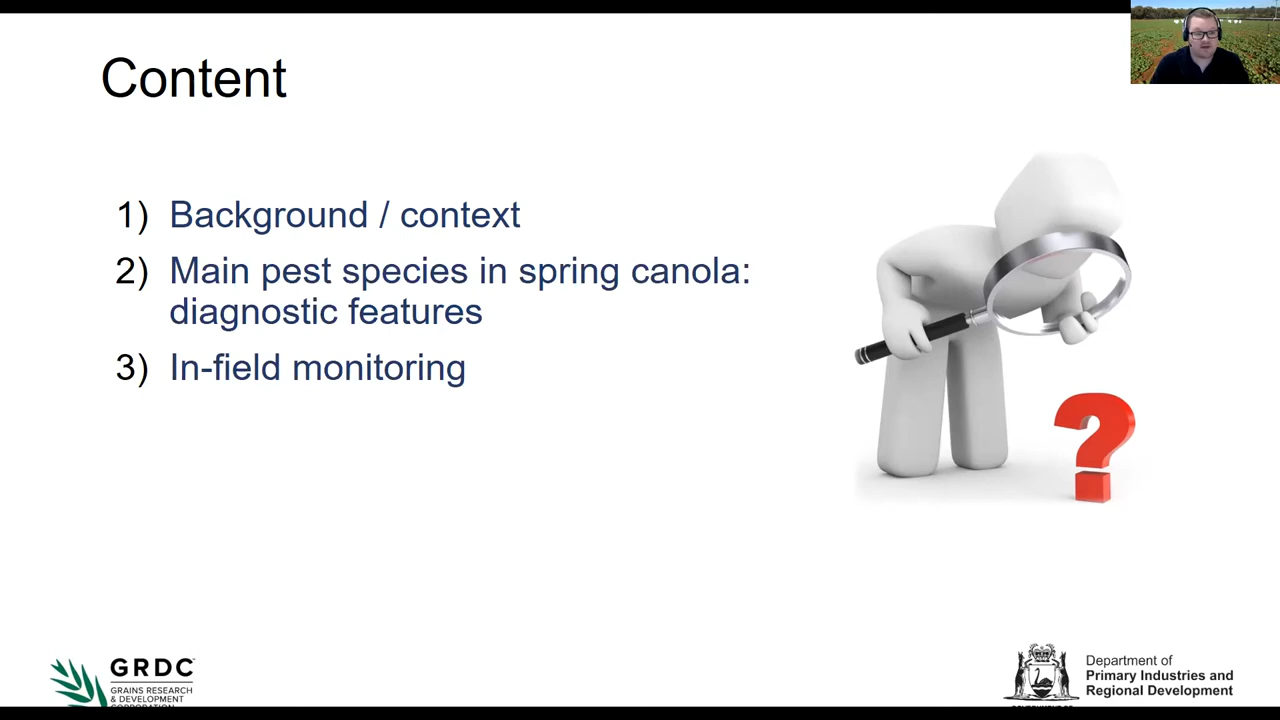 Content
1) Background / context
2) Main pest species in spring canola:
diagnostic features
3) In-field monitoring
?
GRDC
GRAINS RESEARCH
& DEVELOPMENT
CORPORATION
Department of
Primary Industries and
Regional Development